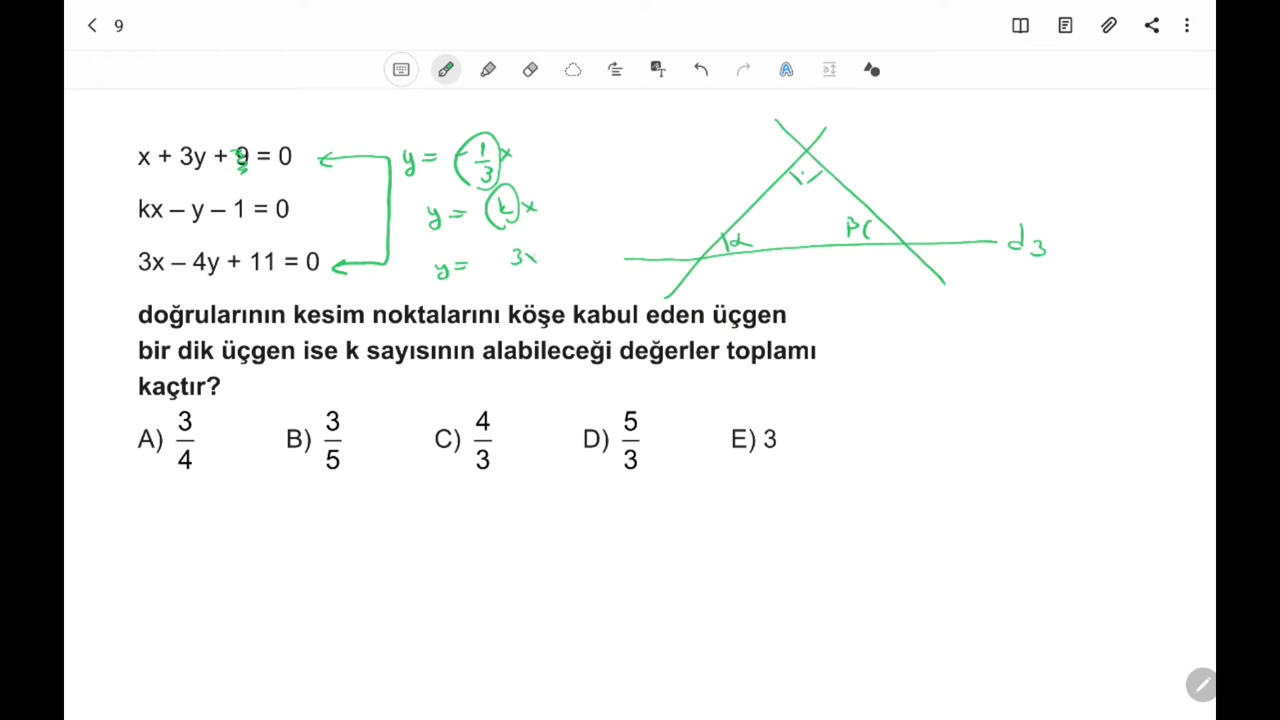 9
x + 3y + 9 = 0
y = -1/3 x
kx – y – 1 = 0
y = k x
3x – 4y + 11 = 0
y = 3x
α
β
d3
doğrularının kesim noktalarını köşe kabul eden üçgen
bir dik üçgen ise k sayısının alabileceği değerler toplamı
kaçtır?
A) 3/4 B) 3/5 C) 4/3 D) 5/3 E) 3